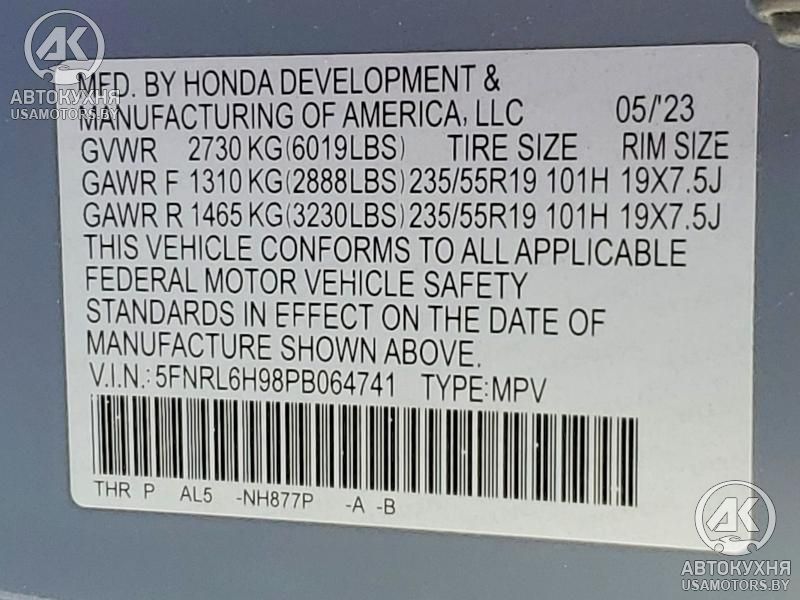 АК
АВТОКУХНЯ
USAMOTORS.BY
MFD. BY HONDA DEVELOPMENT &
MANUFACTURING OF AMERICA, LLC 05/'23
GVWR 2730 KG(6019LBS) TIRE SIZE RIM SIZE
GAWR F 1310 KG(2888LBS) 235/55R19 101H 19X7.5J
GAWR R 1465 KG(3230LBS) 235/55R19 101H 19X7.5J
THIS VEHICLE CONFORMS TO ALL APPLICABLE
FEDERAL MOTOR VEHICLE SAFETY
STANDARDS IN EFFECT ON THE DATE OF
MANUFACTURE SHOWN ABOVE.
V.I.N.: 5FNRL6H98PB064741 TYPE: MPV
THR P AL5 -NH877P -A -B
АК
АВТОКУХНЯ
USAMOTORS.BY